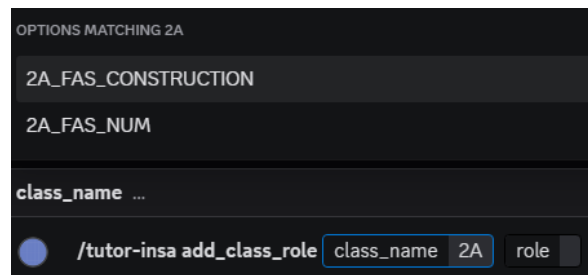 OPTIONS MATCHING 2A
2A_FAS_CONSTRUCTION
2A_FAS_NUM
class_name ...
/tutor-insa add_class_role class_name 2A role